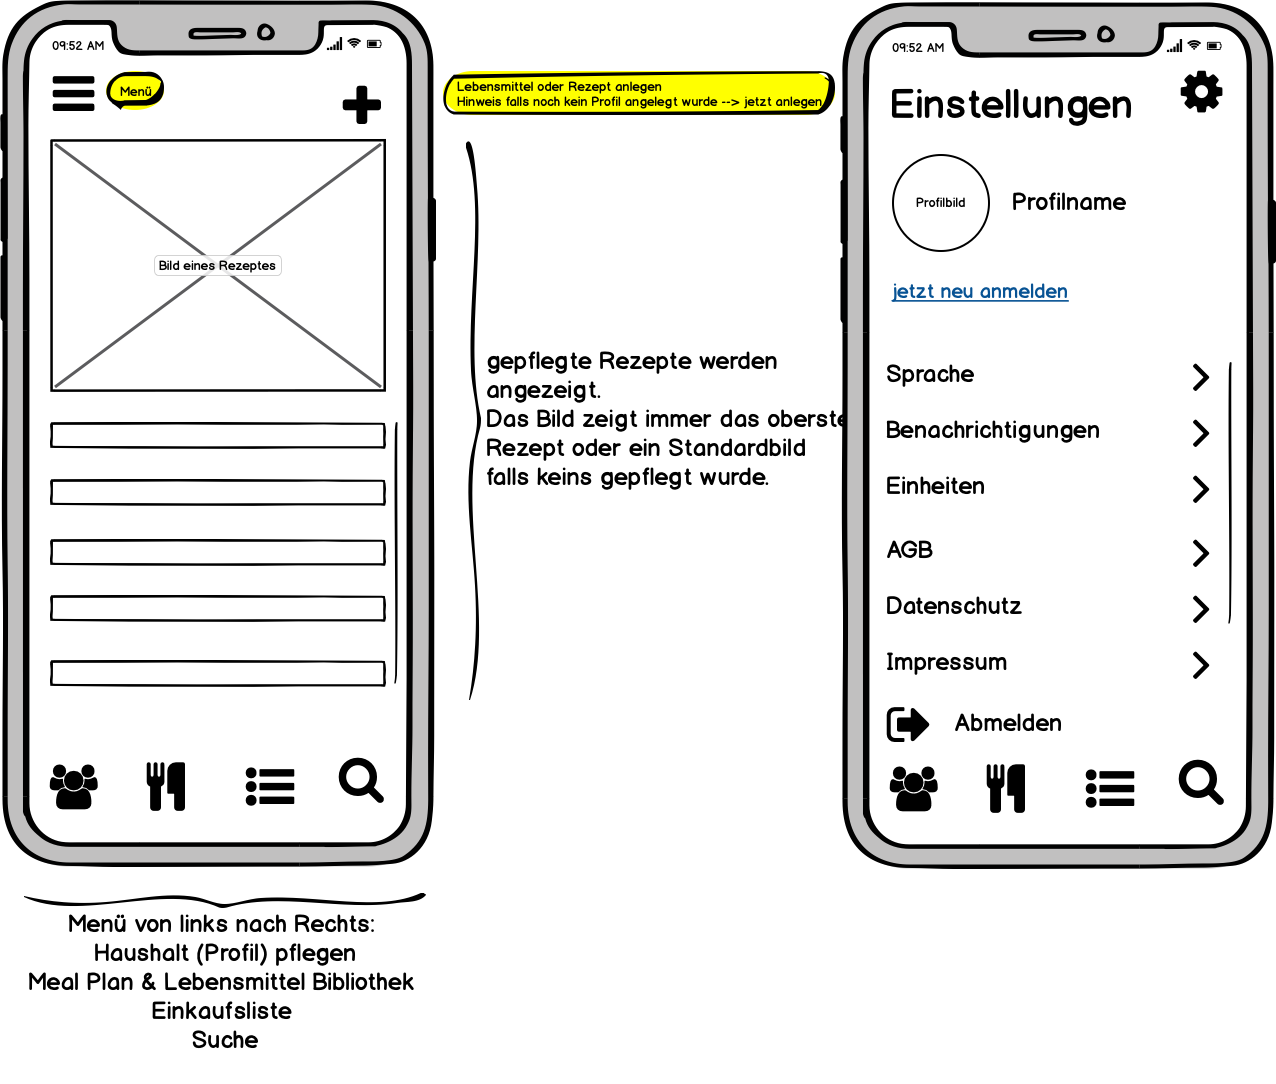 09:52 AM
Menü
Bild eines Rezeptes
Lebensmittel oder Rezept anlegen
Hinweis falls noch kein Profil angelegt wurde --> jetzt anlegen
gepflegte Rezepte werden
angezeigt.
Das Bild zeigt immer das oberste
Rezept oder ein Standardbild
falls keins gepflegt wurde.
Menü von links nach Rechts:
Haushalt (Profil) pflegen
Meal Plan & Lebensmittel Bibliothek
Einkaufsliste
Suche
09:52 AM
Einstellungen
Profilbild
Profilname
jetzt neu anmelden
Sprache
Benachrichtigungen
Einheiten
AGB
Datenschutz
Impressum
Abmelden